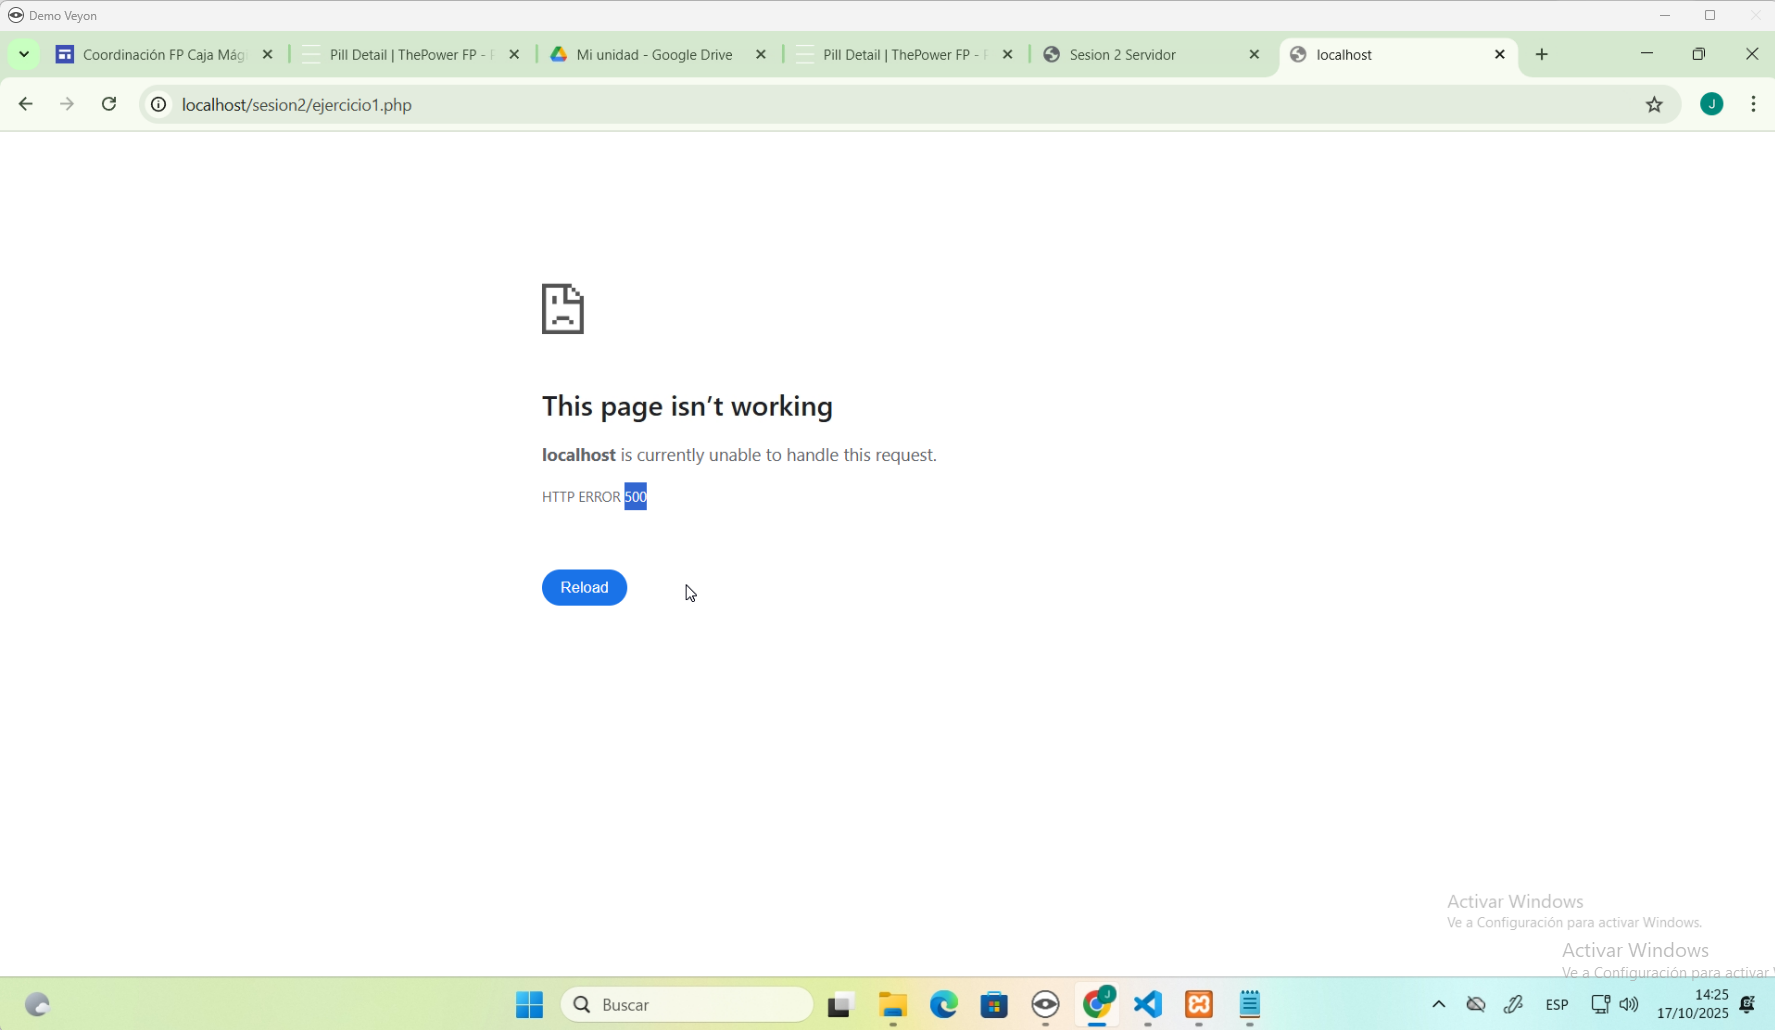 Demo Veyon
Coordinación FP Caja Mág
Pill Detail | ThePower FP - F
Mi unidad - Google Drive
Pill Detail | ThePower FP - F
Sesion 2 Servidor
localhost
localhost/sesion2/ejercicio1.php
J
This page isn't working
localhost is currently unable to handle this request.
HTTP ERROR 500
Reload
Activar Windows
Ve a Configuración para activar Windows.
Activar Windows
Ve a Configuración para activar
Buscar
J
ESP
14:25
17/10/2025